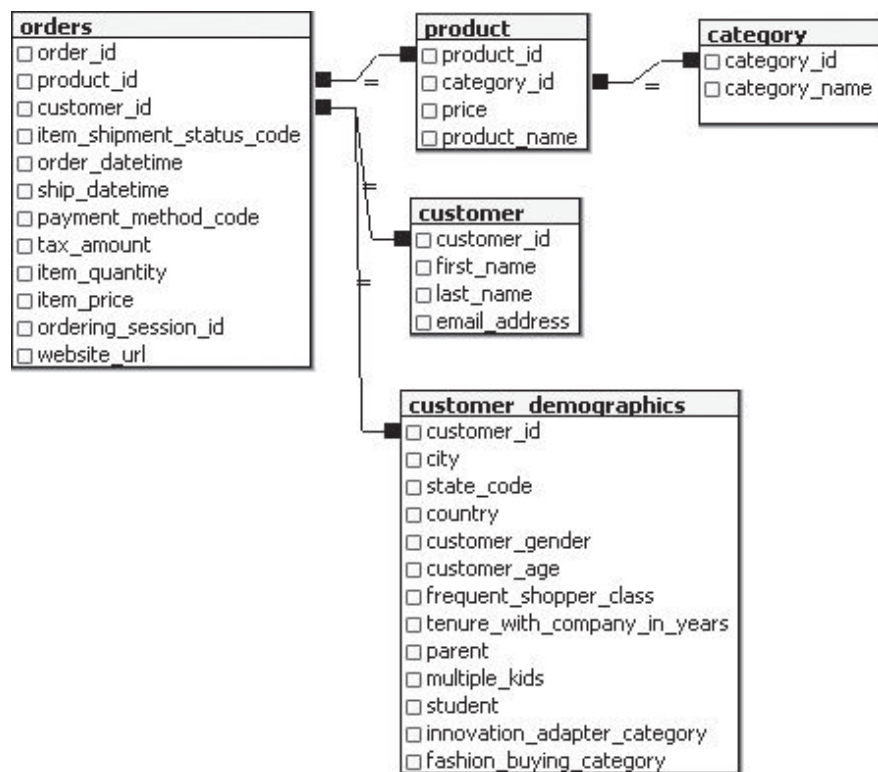 orders
order_id
product_id
customer_id
item_shipment_status_code
order_datetime
ship_datetime
payment_method_code
tax_amount
item_quantity
item_price
ordering_session_id
website_url
product
product_id
category_id
price
product_name
category
category_id
category_name
=
=
=
=
customer
customer_id
first_name
last_name
email_address
customer_demographics
customer_id
city
state_code
country
customer_gender
customer_age
frequent_shopper_class
tenure_with_company_in_years
parent
multiple_kids
student
innovation_adapter_category
fashion_buying_category